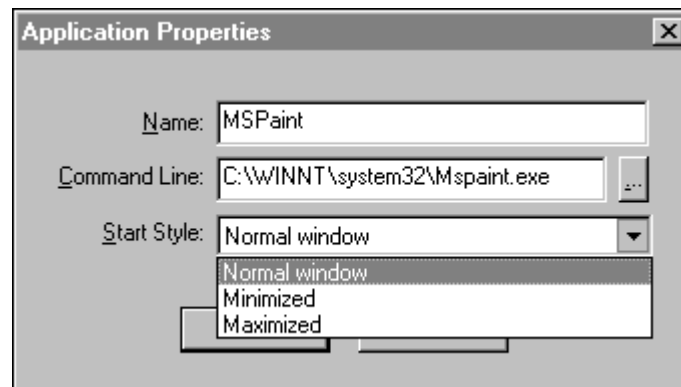 Application Properties
Name: MSPaint
Command Line: C:\WINNT\system32\Mspaint.exe ...
Start Style: Normal window
Normal window
Minimized
Maximized